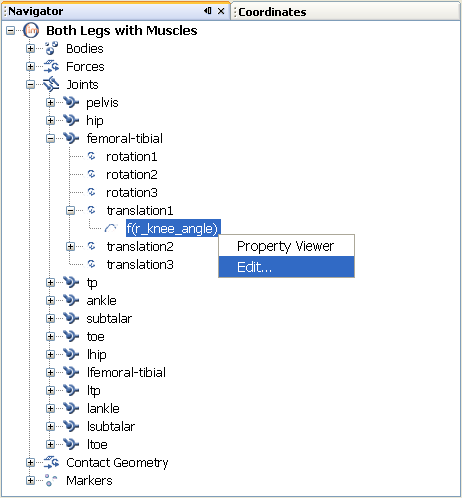 Navigator
Coordinates
Both Legs with Muscles
Bodies
Forces
Joints
pelvis
hip
femoral-tibial
rotation1
rotation2
rotation3
translation1
f(r_knee_angle)
Property Viewer
translation2
Edit...
translation3
tp
ankle
subtalar
toe
lhip
lfemoral-tibial
ltp
lankle
lsubtalar
ltoe
Contact Geometry
Markers